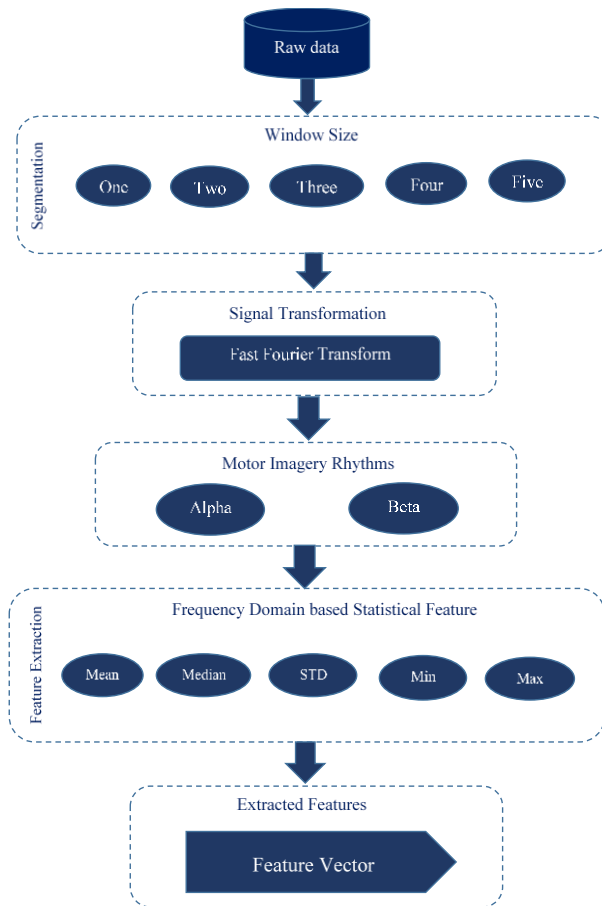 Raw data
Window Size
Segmentation
One
Two
Three
Four
Five
Signal Transformation
Fast Fourier Transform
Motor Imagery Rhythms
Alpha
Beta
Frequency Domain based Statistical Feature
Feature Extraction
Mean
Median
STD
Min
Max
Extracted Features
Feature Vector